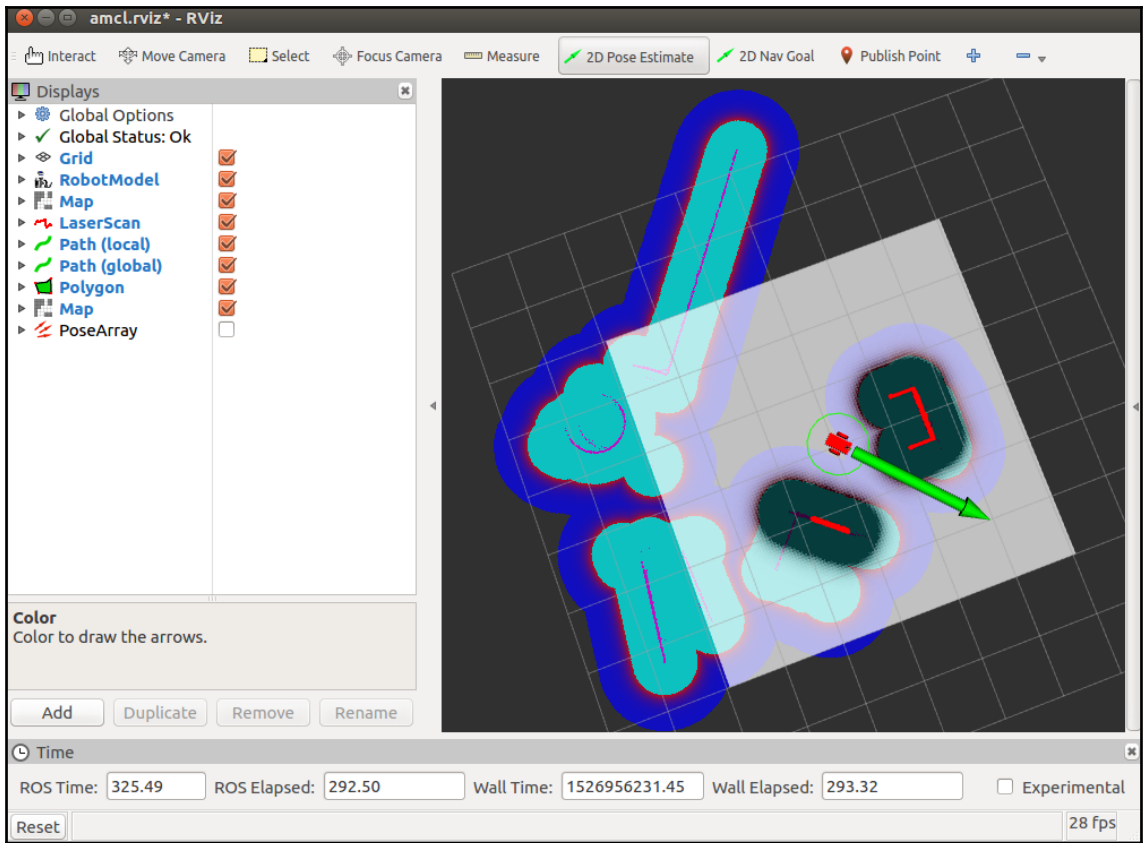 amcl.rviz* - RViz
Interact Move Camera Select Focus Camera Measure 2D Pose Estimate 2D Nav Goal Publish Point
Displays
Global Options
Global Status: Ok
Grid
RobotModel
Map
LaserScan
Path (local)
Path (global)
Polygon
Map
PoseArray
Color
Color to draw the arrows.
Add Duplicate Remove Rename
Time
ROS Time: 325.49 ROS Elapsed: 292.50 Wall Time: 1526956231.45 Wall Elapsed: 293.32 Experimental
Reset 28 fps